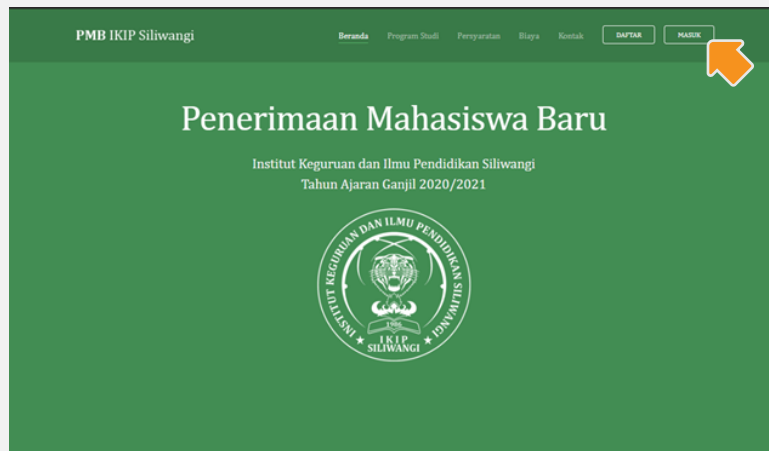 PMB IKIP Siliwangi
Beranda Program Studi Persyaratan Biaya Kontak DAFTAR MASUK
Penerimaan Mahasiswa Baru
Institut Keguruan dan Ilmu Pendidikan Siliwangi
Tahun Ajaran Ganjil 2020/2021
INSTITUT KEGURUAN DAN ILMU PENDIDIKAN SILIWANGI
1986
IKIP
SILIWANGI